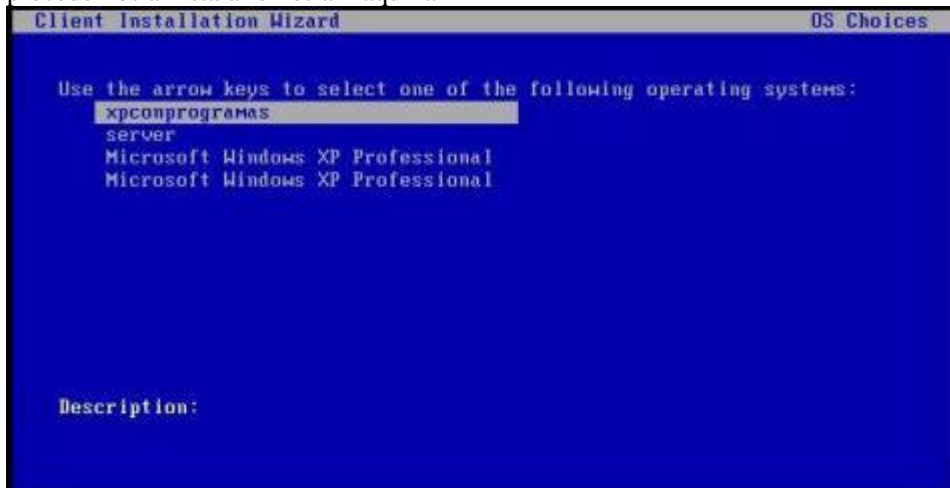 Client Installation Wizard OS Choices
Use the arrow keys to select one of the following operating systems:
xpconprogramas
server
Microsoft Windows XP Professional
Microsoft Windows XP Professional
Description: